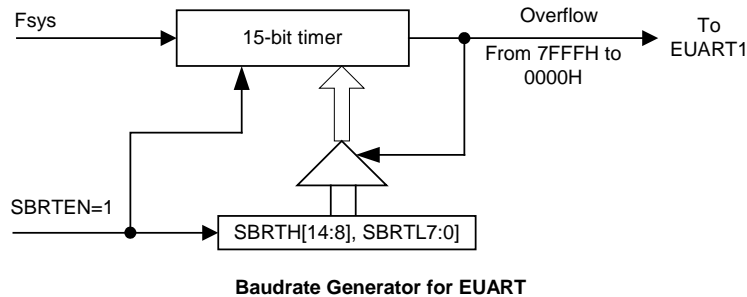 Fsys
15-bit timer
Overflow
From 7FFFH to
0000H
To
EUART1
SBRTEN=1
SBRTH[14:8], SBRTL7:0]
Baudrate Generator for EUART